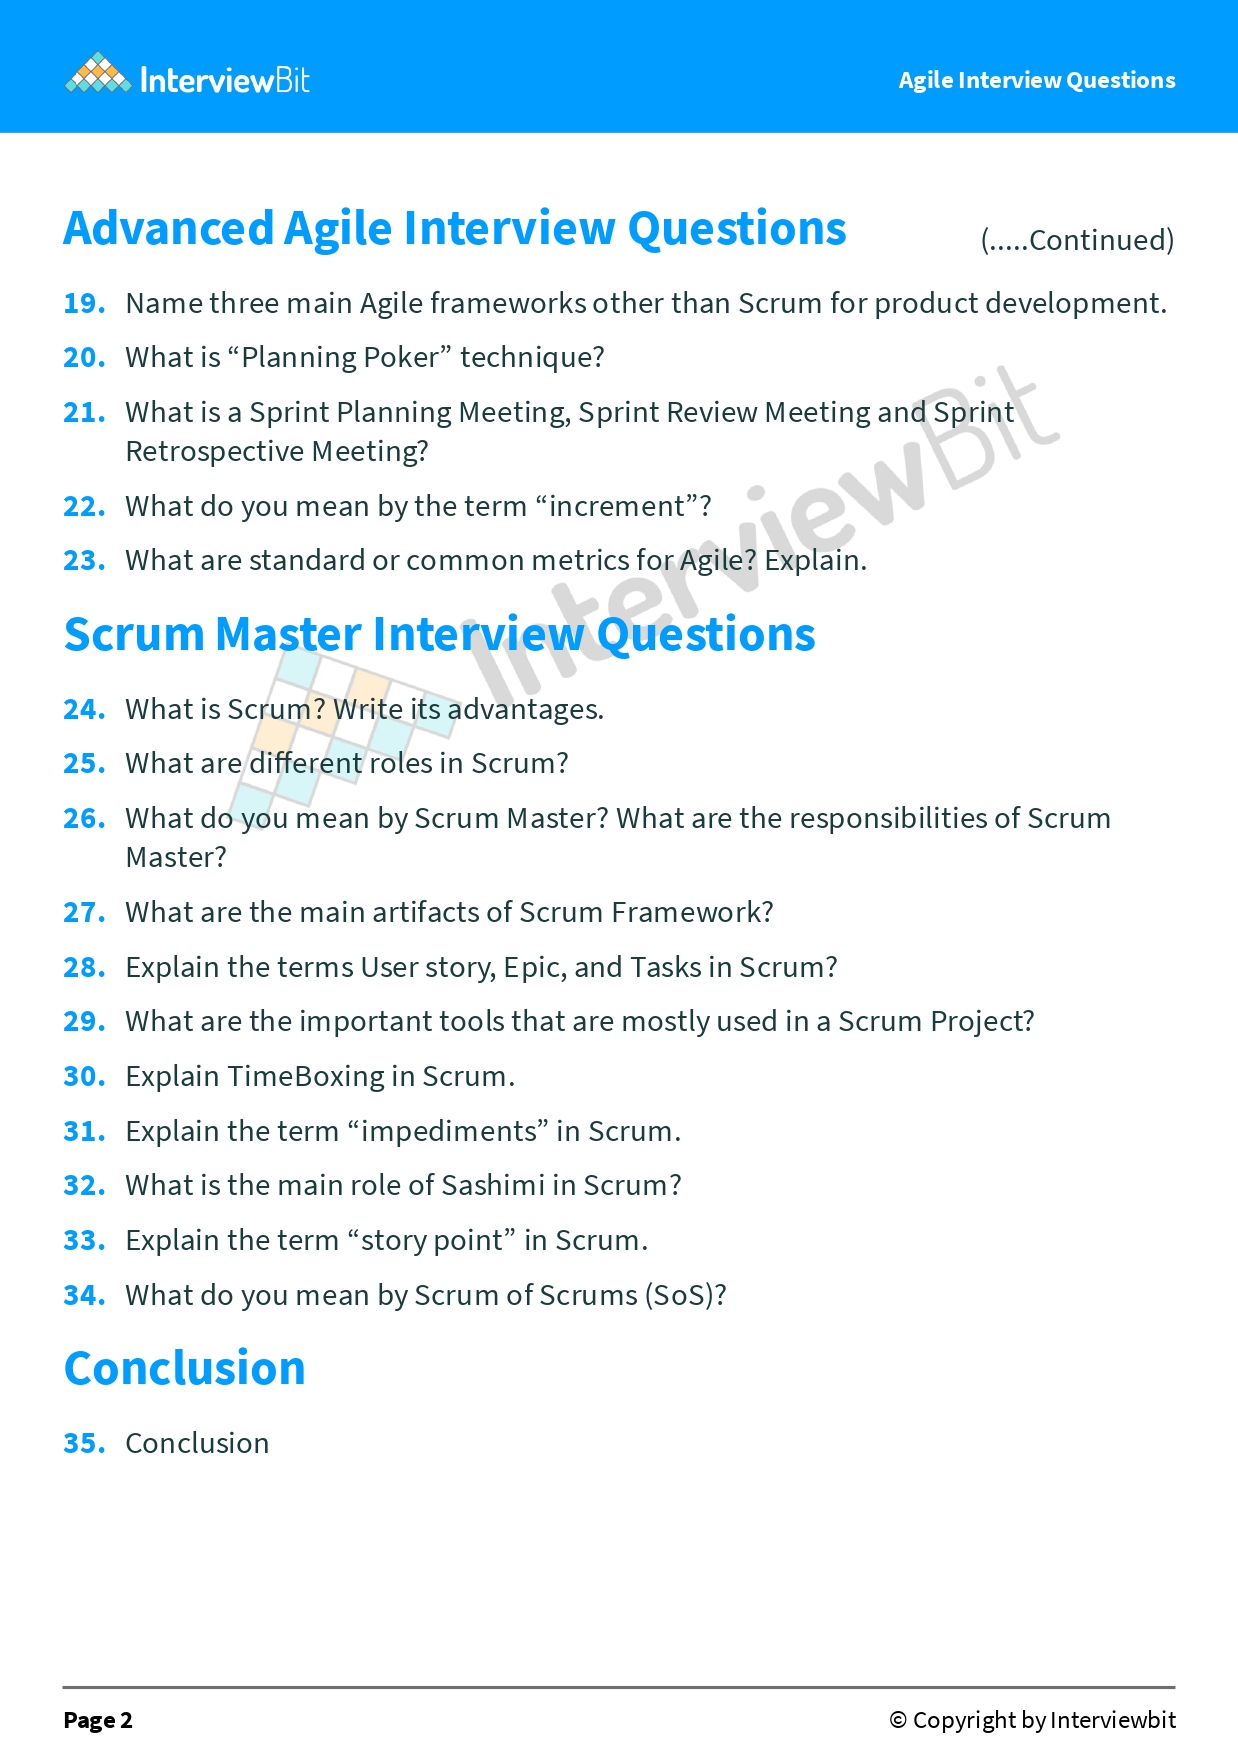 InterviewBit
Agile Interview Questions
Advanced Agile Interview Questions
(.....Continued)
19. Name three main Agile frameworks other than Scrum for product development.
20. What is “Planning Poker” technique?
21. What is a Sprint Planning Meeting, Sprint Review Meeting and Sprint
Retrospective Meeting?
22. What do you mean by the term “increment”?
23. What are standard or common metrics for Agile? Explain.
InterviewBit
Scrum Master Interview Questions
24. What is Scrum? Write its advantages.
25. What are different roles in Scrum?
26. What do you mean by Scrum Master? What are the responsibilities of Scrum
Master?
27. What are the main artifacts of Scrum Framework?
28. Explain the terms User story, Epic, and Tasks in Scrum?
29. What are the important tools that are mostly used in a Scrum Project?
30. Explain TimeBoxing in Scrum.
31. Explain the term “impediments” in Scrum.
32. What is the main role of Sashimi in Scrum?
33. Explain the term “story point” in Scrum.
34. What do you mean by Scrum of Scrums (SoS)?
Conclusion
35. Conclusion
Page 2
© Copyright by Interviewbit